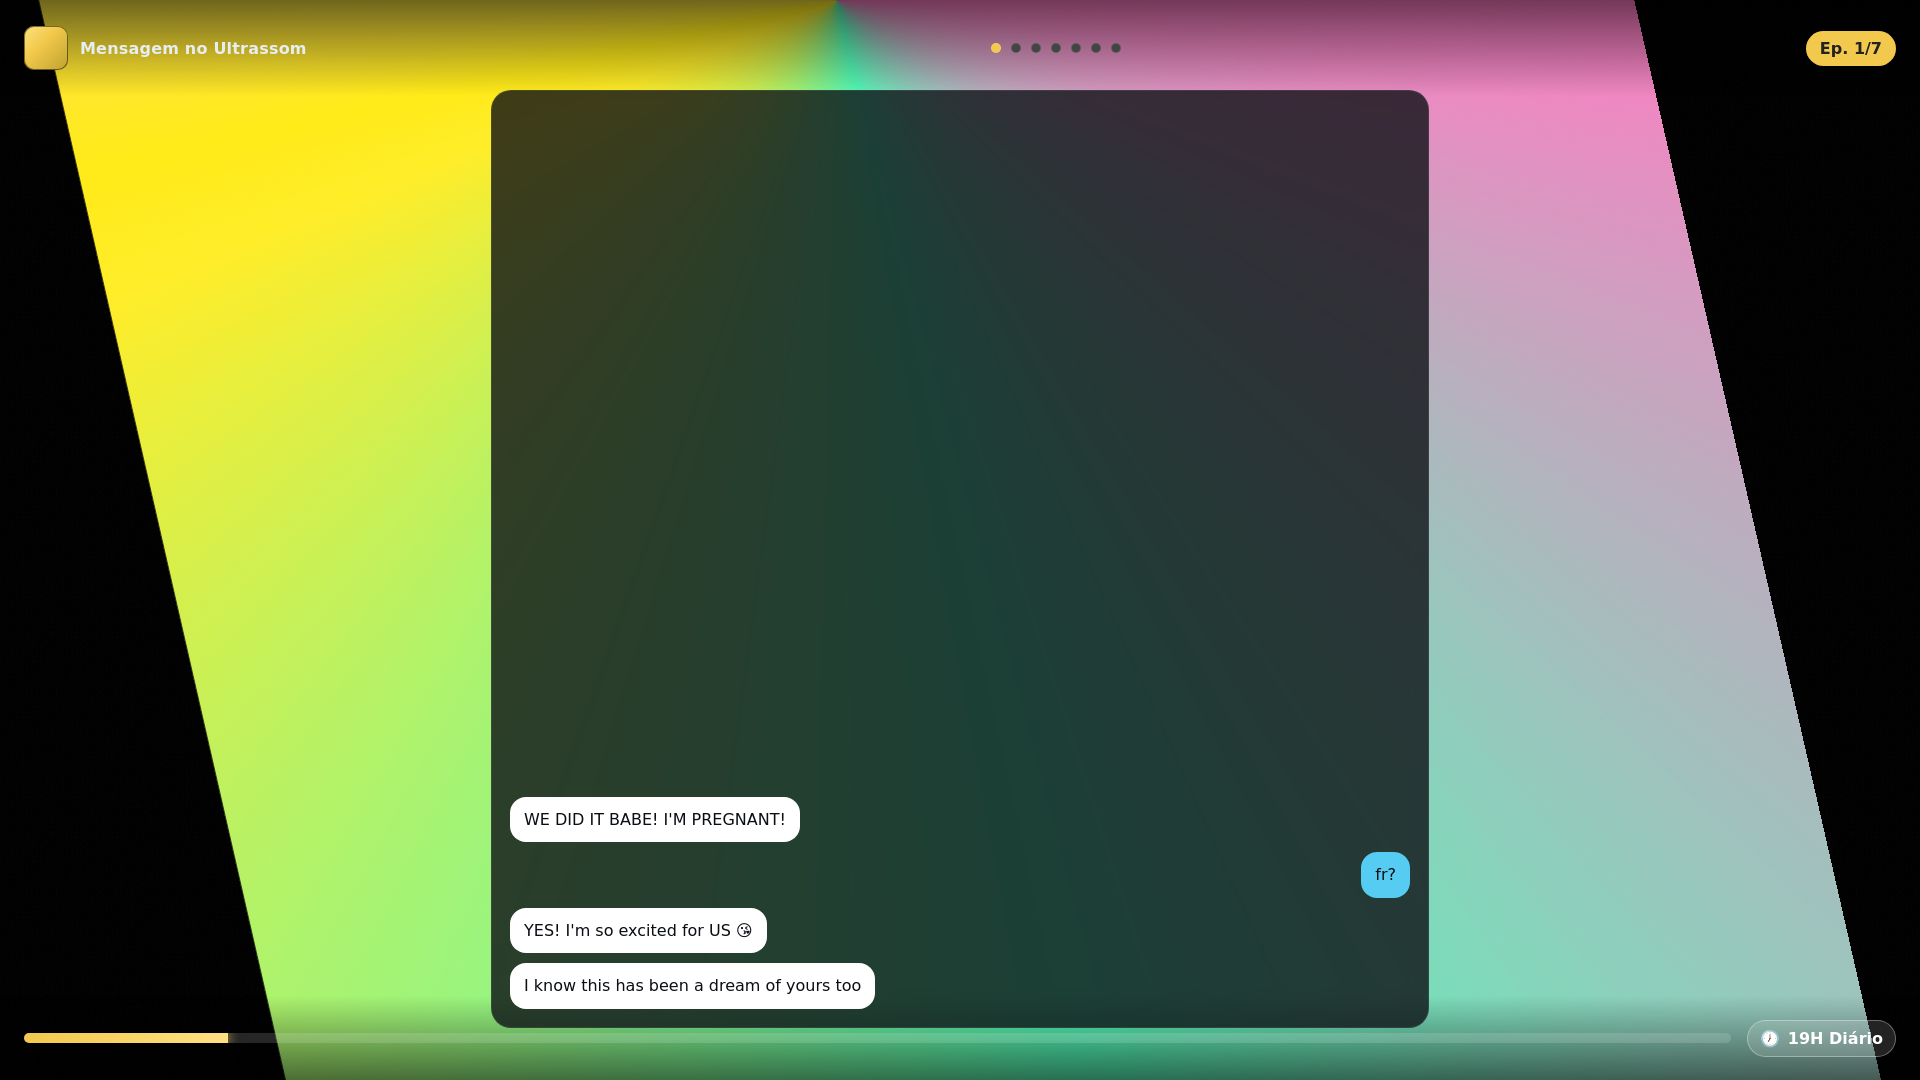 Mensagem no Ultrassom
Ep. 1/7
WE DID IT BABE! I'M PREGNANT!
fr?
YES! I'm so excited for US 😘
I know this has been a dream of yours too
🕖 19H Diário